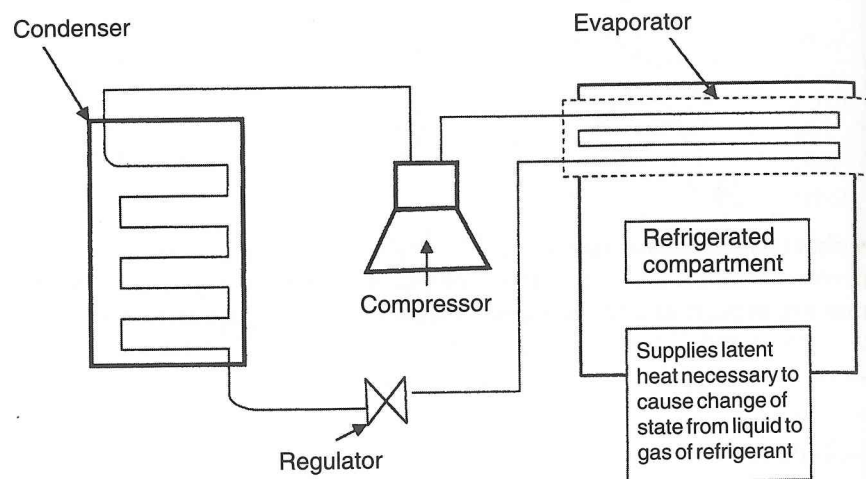 Condenser
Evaporator
Refrigerated
compartment
Compressor
Supplies latent
heat necessary to
cause change of
state from liquid to
gas of refrigerant
Regulator